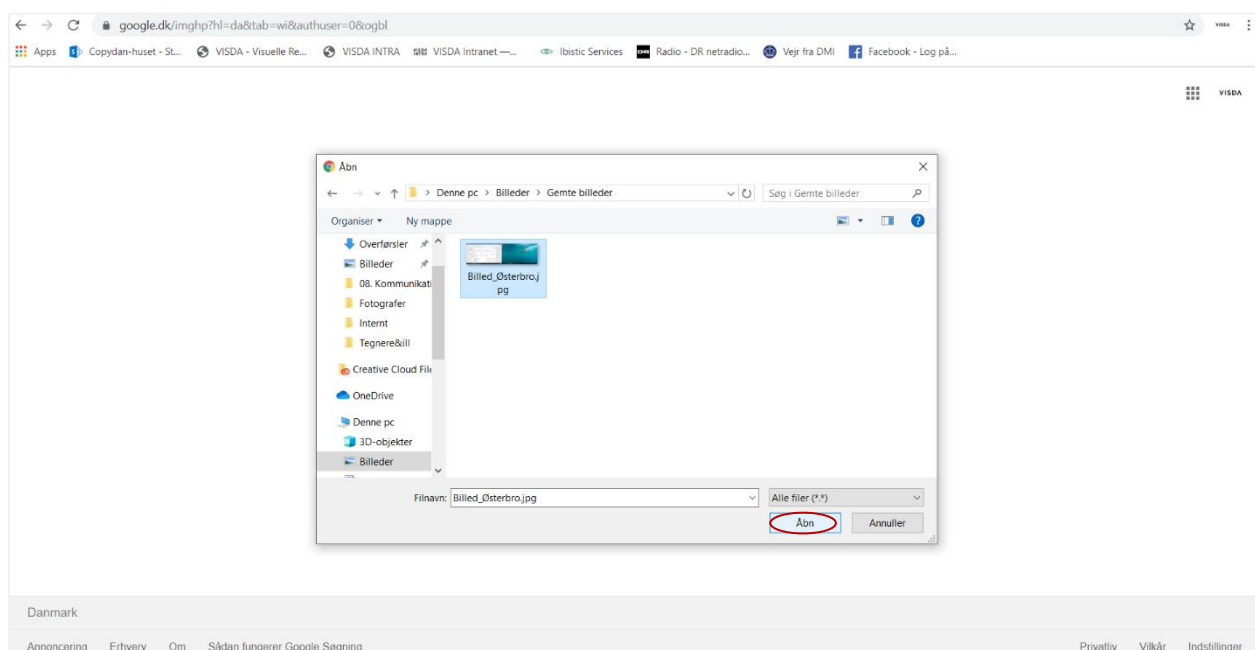 google.dk/imghp?hl=da&tab=wi&authuser=0&ogbl VISDA
Apps Copydan-huset - St... VISDA - Visuelle Re... VISDA INTRA VISDA Intranet —... Ibistic Services DR Radio - DR netradio... Vejr fra DMI Facebook - Log på...
VISDA
Åbn
Denne pc > Billeder > Gemte billeder Søg i Gemte billeder
Organiser Ny mappe
Overførsler
Billeder
08. Kommunikati
Fotografer
Internt
Tegnere&ill
Creative Cloud File
OneDrive
Denne pc
3D-objekter
Billeder
Billed_Østerbro.j
pg
Filnavn: Billed_Østerbro.jpg Alle filer (*.*)
Åbn Annuller
Danmark
Annoncering Erhverv Om Sådan fungerer Google Søgning Privatliv Vilkår Indstillinger